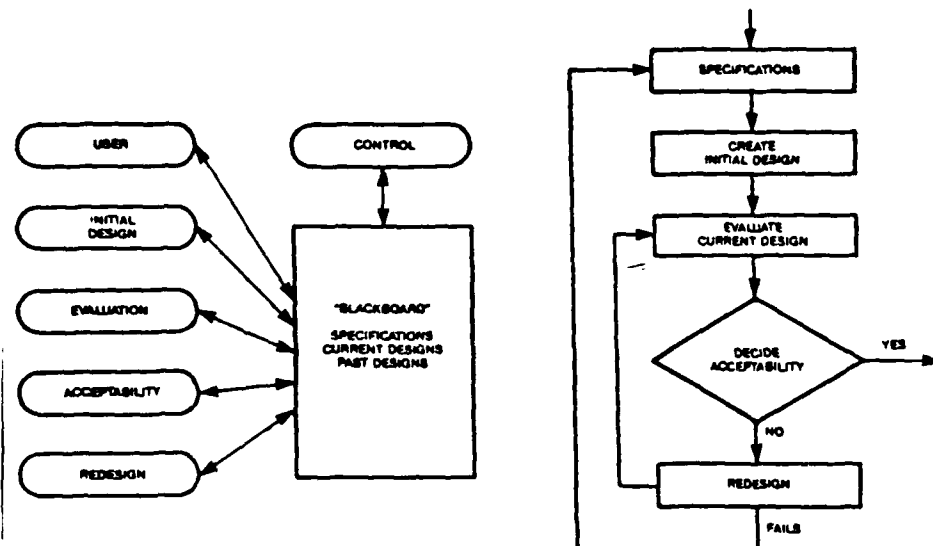 USER
INITIAL
DESIGN
EVALUATION
ACCEPTABILITY
REDESIGN
CONTROL
"BLACKBOARD"
SPECIFICATIONS
CURRENT DESIGNS
PAST DESIGNS
SPECIFICATIONS
CREATE
INITIAL DESIGN
EVALUATE
CURRENT DESIGN
DECIDE
ACCEPTABILITY
YES
NO
REDESIGN
FAILS